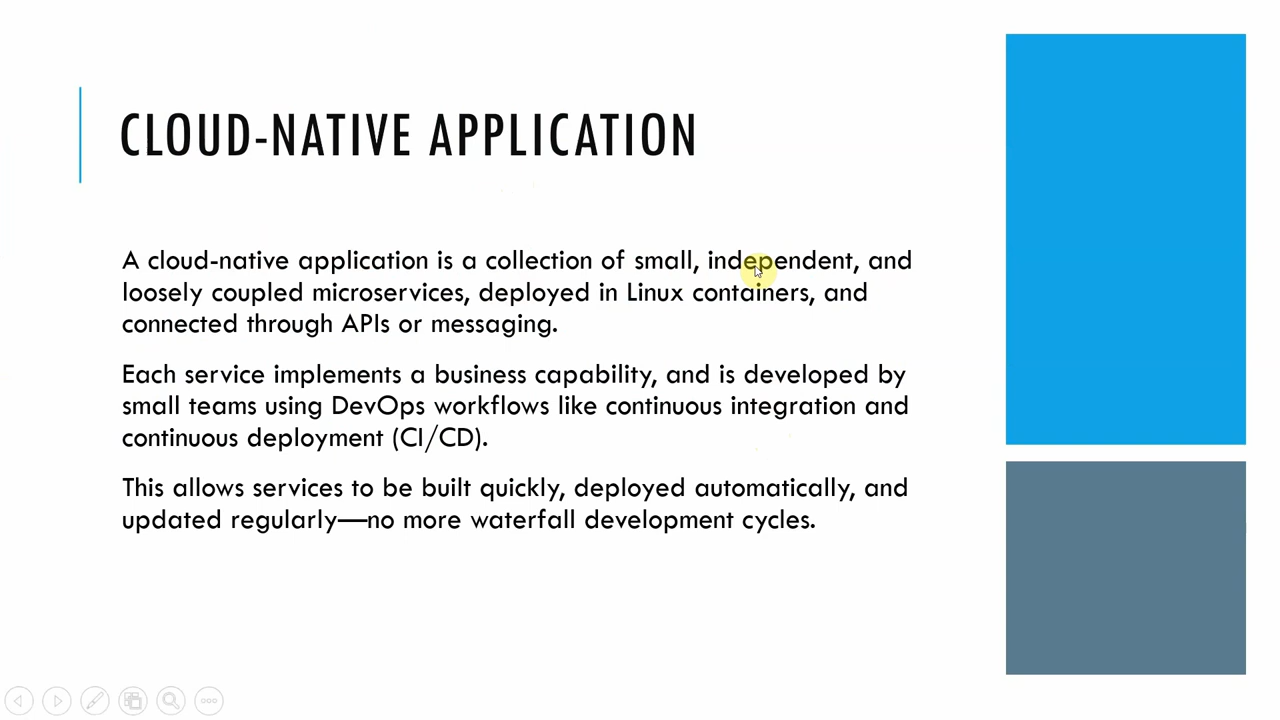 CLOUD-NATIVE APPLICATION
A cloud-native application is a collection of small, independent, and
loosely coupled microservices, deployed in Linux containers, and
connected through APIs or messaging.
Each service implements a business capability, and is developed by
small teams using DevOps workflows like continuous integration and
continuous deployment (CI/CD).
This allows services to be built quickly, deployed automatically, and
updated regularly—no more waterfall development cycles.